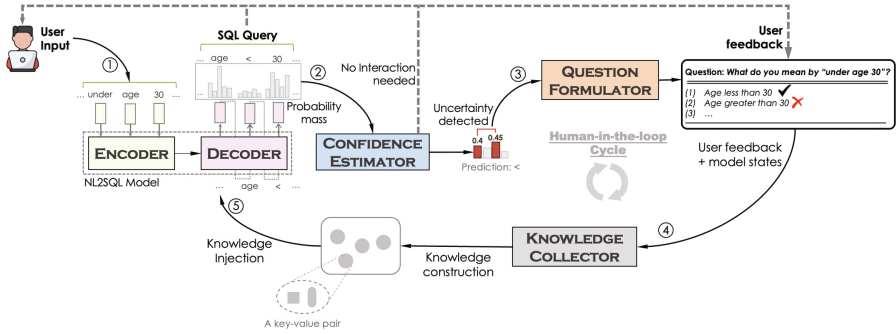 User
Input
SQL Query
User
feedback
①
... under age 30 ...
... age < 30 ...
②
Probability
mass
No Interaction
needed
ENCODER
DECODER
NL2SQL Model
... age < ...
CONFIDENCE
ESTIMATOR
Uncertainty
detected
0.4 0.45
Prediction: <
③
QUESTION
FORMULATOR
Question: What do you mean by "under age 30"?
(1) Age less than 30
(2) Age greater than 30
(3) ...
Human-in-the-loop
Cycle
User feedback
+ model states
④
KNOWLEDGE
COLLECTOR
Knowledge
construction
⑤
Knowledge
Injection
A key-value pair